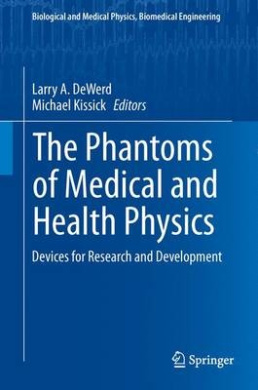 Biological and Medical Physics, Biomedical Engineering
Larry A. DeWerd
Michael Kissick Editors
The Phantoms
of Medical and
Health Physics
Devices for Research and Development
Springer